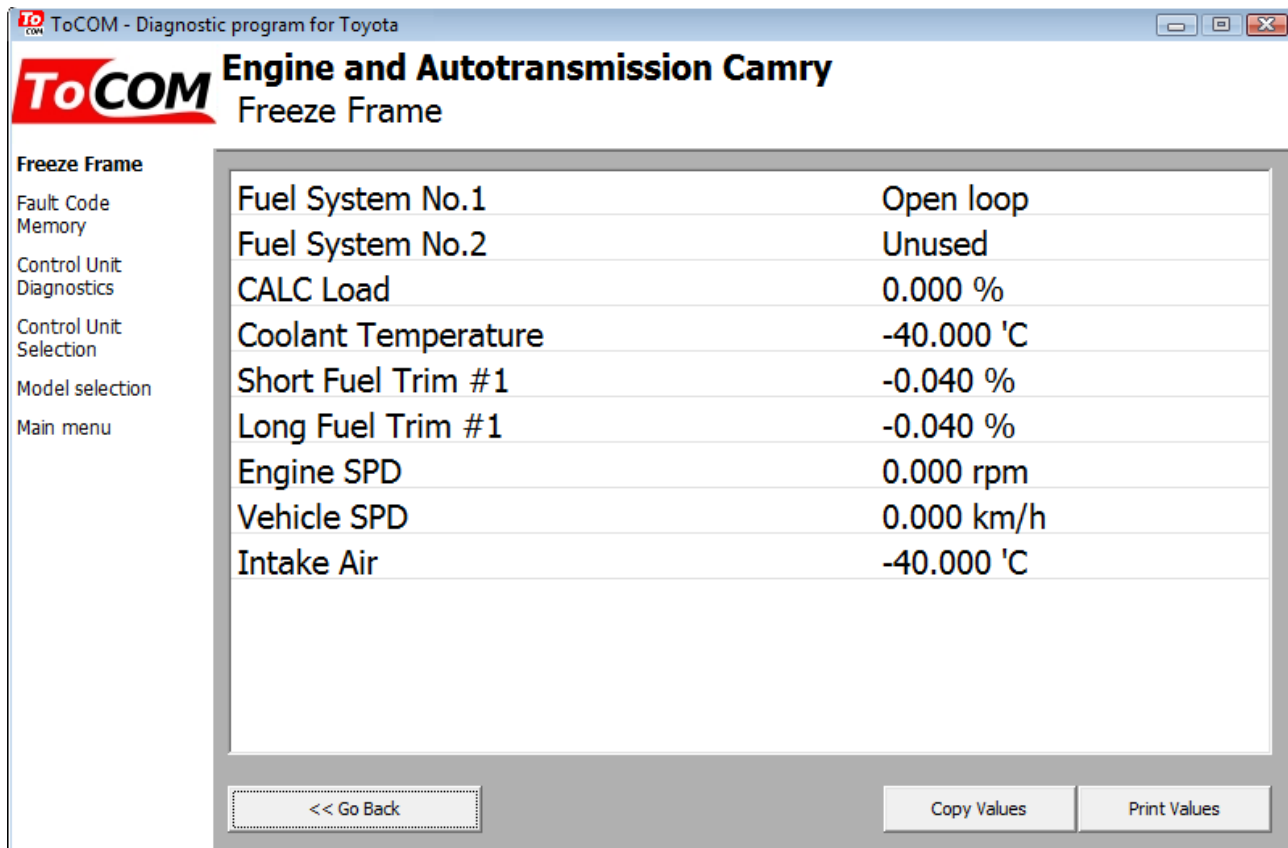 To
COM
ToCOM - Diagnostic program for Toyota
ToCOM
Engine and Autotransmission Camry
Freeze Frame
Freeze Frame
Fault Code
Memory
Control Unit
Diagnostics
Control Unit
Selection
Model selection
Main menu
Fuel System No.1 Open loop
Fuel System No.2 Unused
CALC Load 0.000 %
Coolant Temperature -40.000 'C
Short Fuel Trim #1 -0.040 %
Long Fuel Trim #1 -0.040 %
Engine SPD 0.000 rpm
Vehicle SPD 0.000 km/h
Intake Air -40.000 'C
<< Go Back Copy Values Print Values